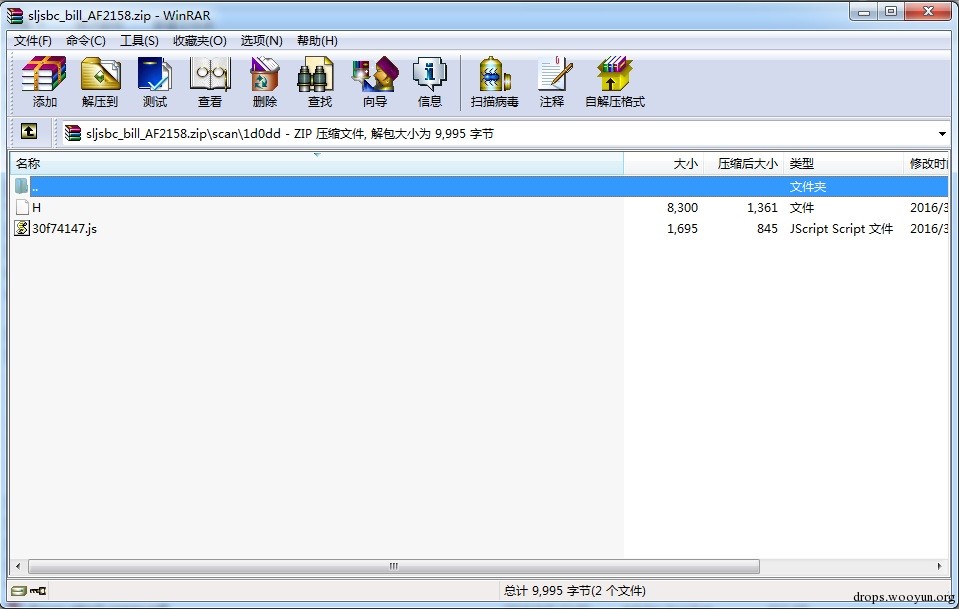 sljsbc_bill_AF2158.zip - WinRAR
文件(F) 命令(C) 工具(S) 收藏夹(O) 选项(N) 帮助(H)
添加 解压到 测试 查看 删除 查找 向导 信息 扫描病毒 注释 自解压格式
sljsbc_bill_AF2158.zip\scan\1d0dd - ZIP 压缩文件, 解包大小为 9,995 字节
名称 大小 压缩后大小 类型 修改时
.. 文件夹
H 8,300 1,361 文件 2016/3
30f74147.js 1,695 845 JScript Script 文件 2016/3
总计 9,995 字节(2 个文件)
drops.wooyun.org